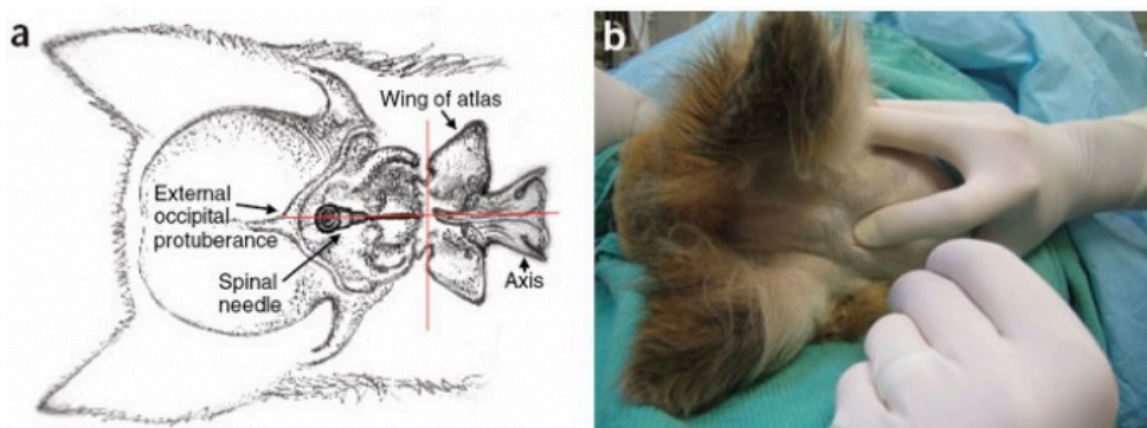 a
Wing of atlas
External
occipital
protuberance
Spinal
needle
Axis
b